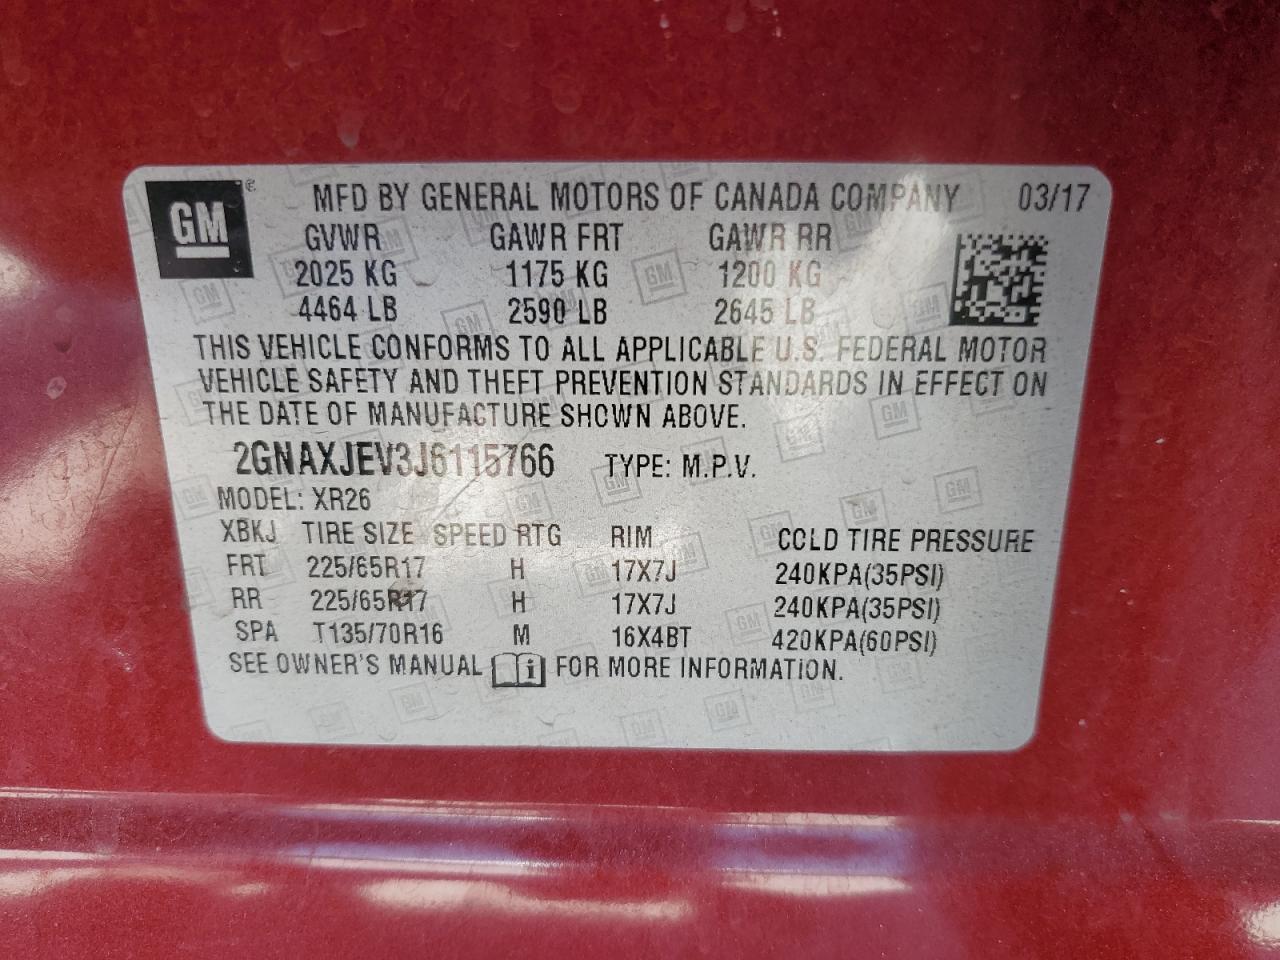 GM® MFD BY GENERAL MOTORS OF CANADA COMPANY 03/17
GVWR GAWR FRT GAWR RR
2025 KG 1175 KG 1200 KG
4464 LB 2590 LB 2645 LB
THIS VEHICLE CONFORMS TO ALL APPLICABLE U.S. FEDERAL MOTOR
VEHICLE SAFETY AND THEFT PREVENTION STANDARDS IN EFFECT ON
THE DATE OF MANUFACTURE SHOWN ABOVE.
2GNAXJEV3J6115766 TYPE: M.P.V.
MODEL: XR26
XBKJ TIRE SIZE SPEED RTG RIM COLD TIRE PRESSURE
FRT 225/65R17 H 17X7J 240KPA(35PSI)
RR 225/65R17 H 17X7J 240KPA(35PSI)
SPA T135/70R16 M 16X4BT 420KPA(60PSI)
SEE OWNER'S MANUAL i FOR MORE INFORMATION.